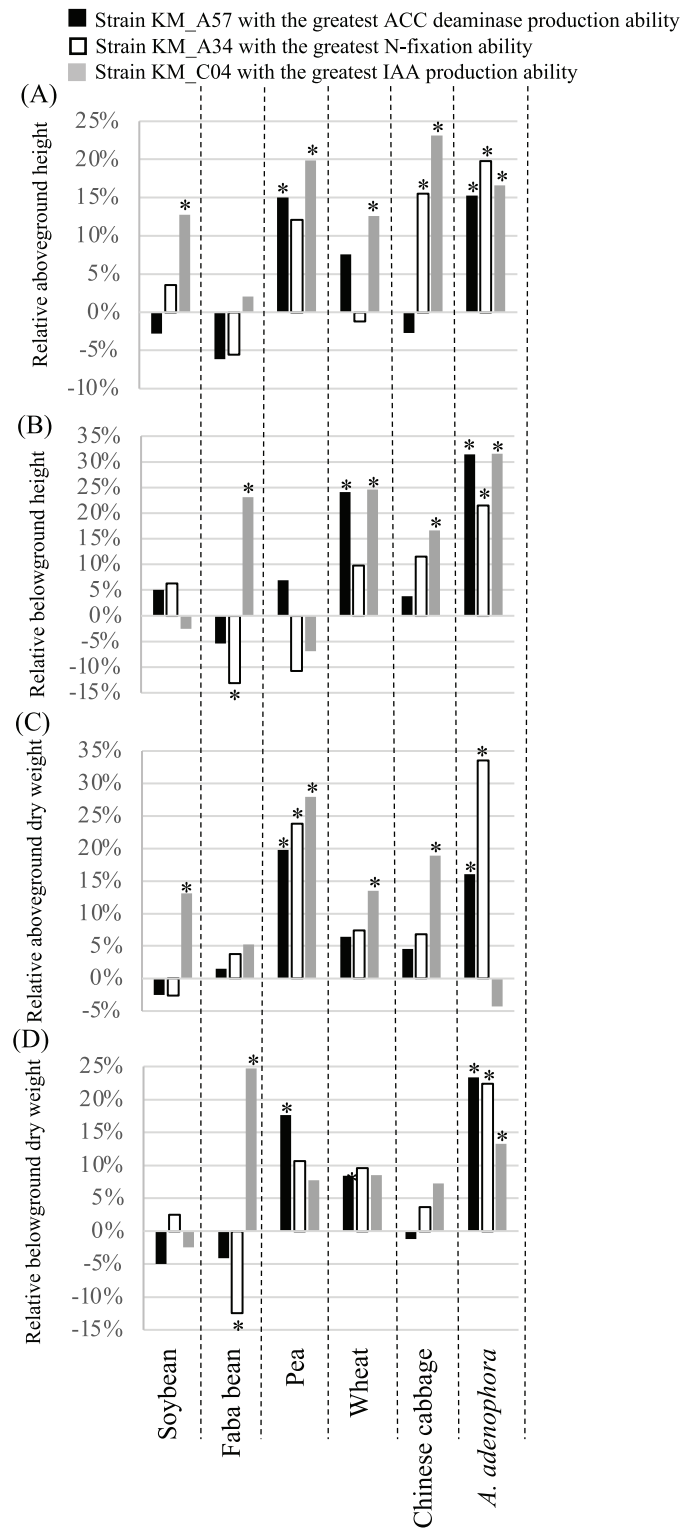 Strain KM_A57 with the greatest ACC deaminase production ability
Strain KM_A34 with the greatest N-fixation ability
Strain KM_C04 with the greatest IAA production ability
(A)
Relative aboveground height
25%
20%
15%
10%
5%
0%
-5%
-10%
* * * * * * * * * *
(B)
Relative belowground height
35%
30%
25%
20%
15%
10%
5%
0%
-5%
-10%
-15%
* * * * * * * *
(C)
Relative aboveground dry weight
35%
30%
25%
20%
15%
10%
5%
0%
-5%
* * * * * * * *
(D)
Relative belowground dry weight
25%
20%
15%
10%
5%
0%
-5%
-10%
-15%
* * * * * * *
Soybean
Faba bean
Pea
Wheat
Chinese cabbage
A. adenophora